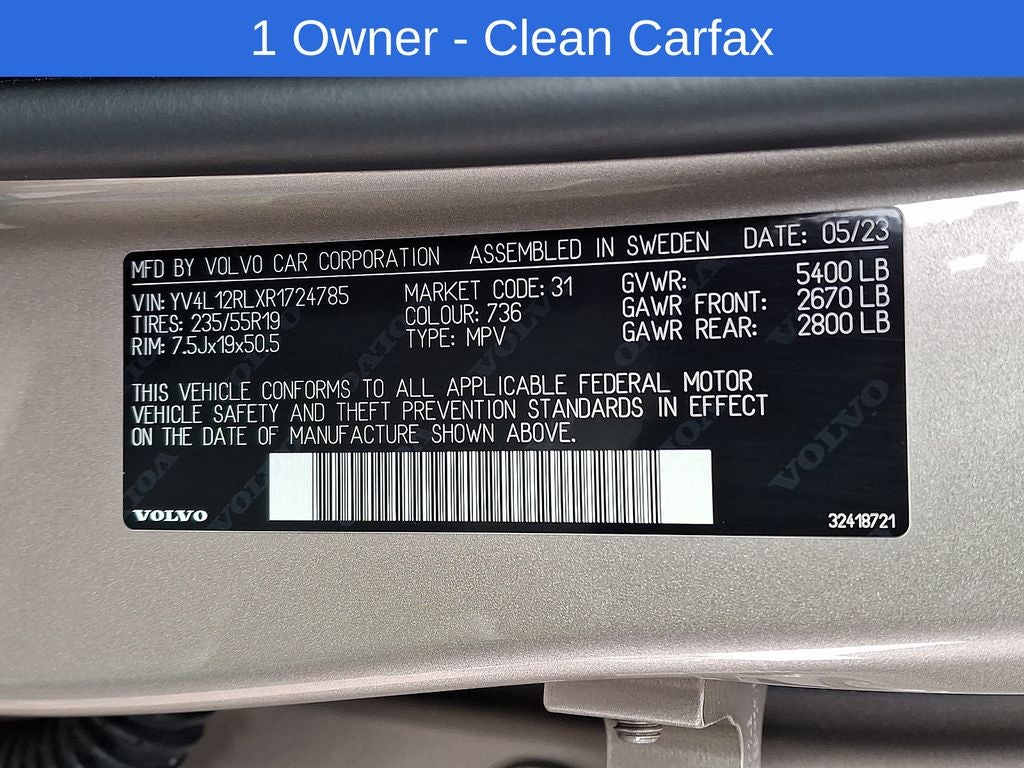 1 Owner - Clean Carfax
MFD BY VOLVO CAR CORPORATION ASSEMBLED IN SWEDEN DATE: 05/23
VIN: YV4L12RLXR1724785 MARKET CODE: 31 GVWR: 5400 LB
TIRES: 235/55R19 COLOUR: 736 GAWR FRONT: 2670 LB
RIM: 7.5Jx19x50.5 TYPE: MPV GAWR REAR: 2800 LB
THIS VEHICLE CONFORMS TO ALL APPLICABLE FEDERAL MOTOR
VEHICLE SAFETY AND THEFT PREVENTION STANDARDS IN EFFECT
ON THE DATE OF MANUFACTURE SHOWN ABOVE.
VOLVO 32418721